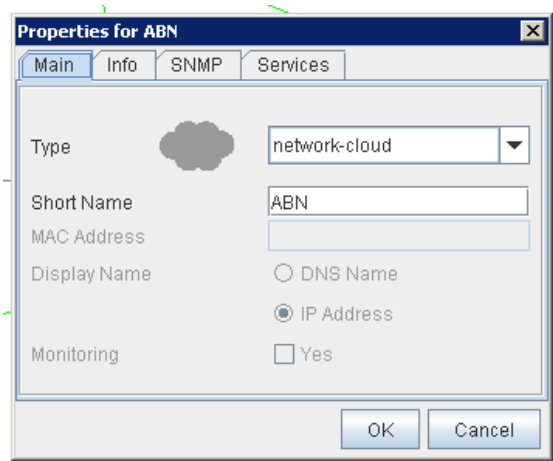 Properties for ABN
Main Info SNMP Services
Type network-cloud
Short Name ABN
MAC Address
Display Name DNS Name
IP Address
Monitoring Yes
OK Cancel